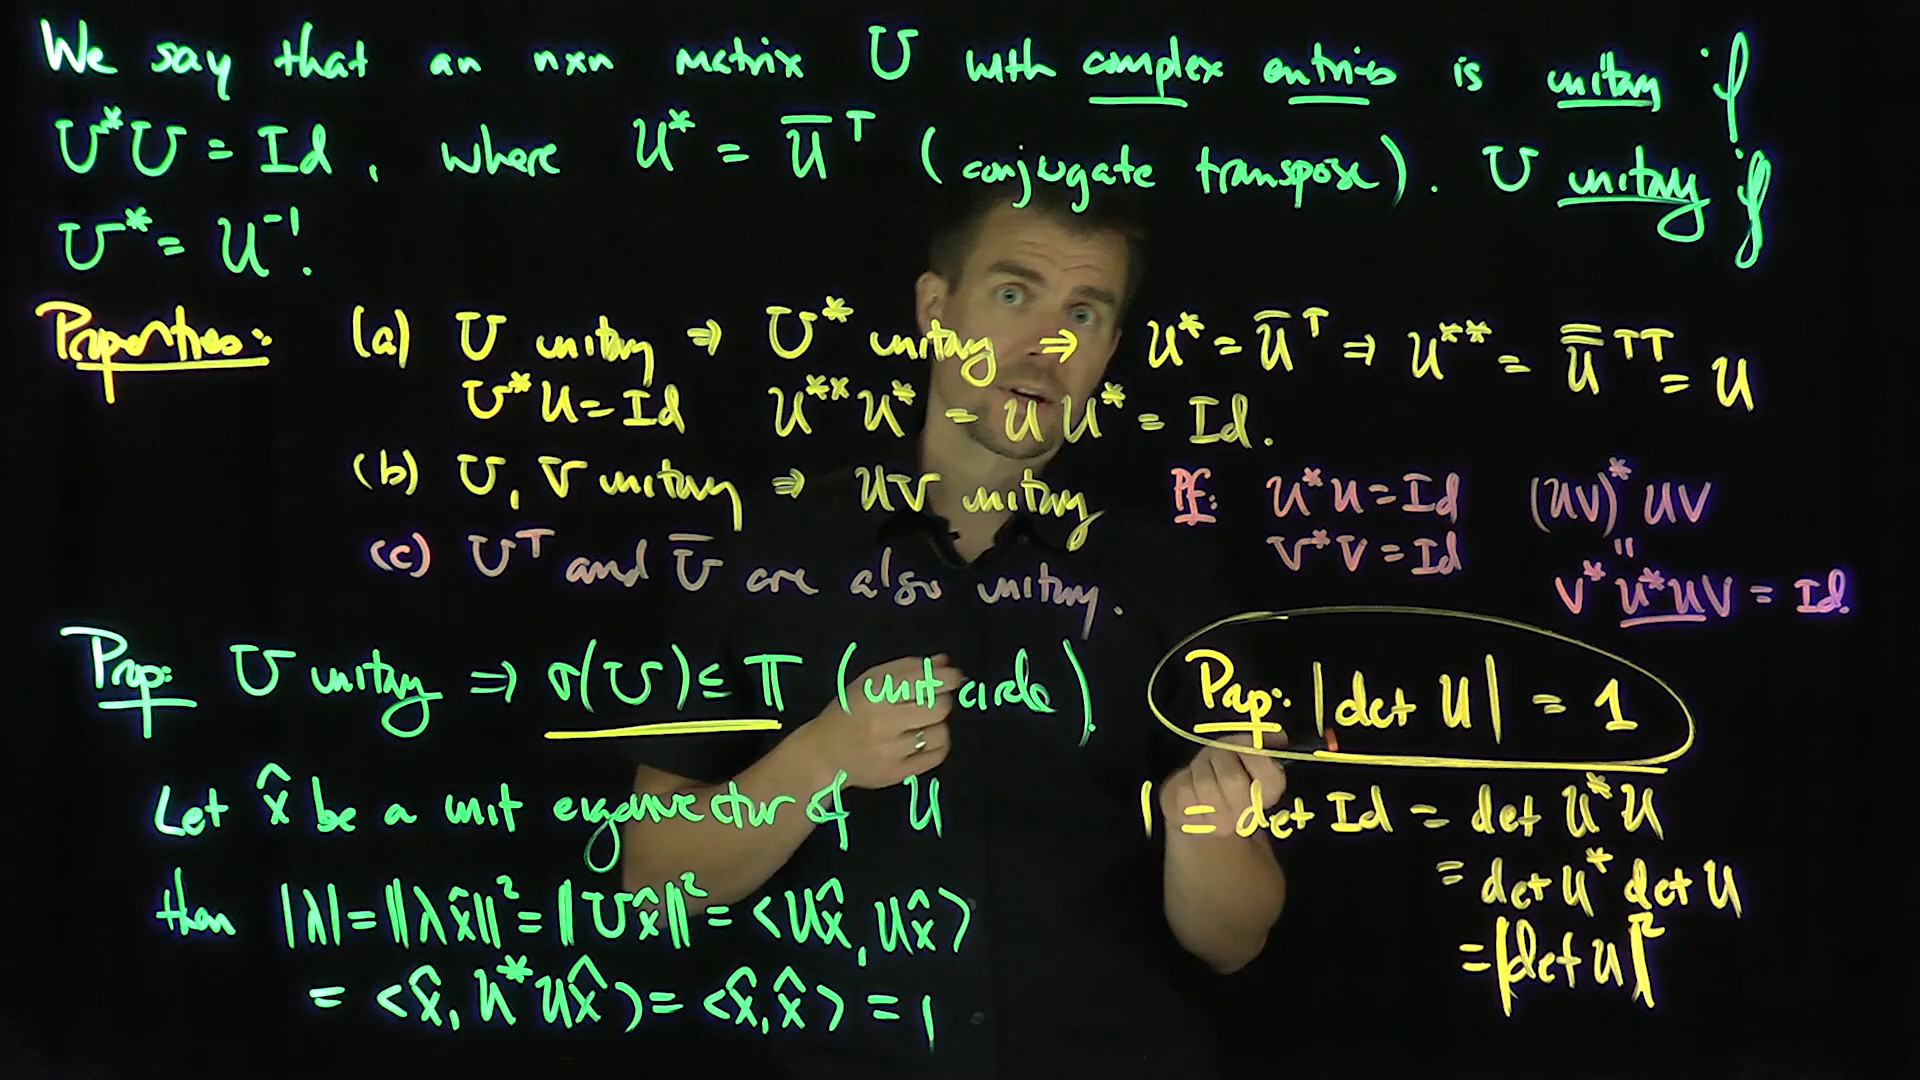 We say that an nxn matrix U with complex entries is unitary if
U*U = Id, where U* = U̅ᵀ (conjugate transpose). U unitary if
U* = U⁻¹.
Properties: (a) U unitary ⇒ U* unitary ⇒ U* = U̅ᵀ ⇒ U** = U̿ᵀᵀ = U
U*U = Id U**U* = UU* = Id.
(b) U, V unitary ⇒ UV unitary
(c) Uᵀ and U̅ are also unitary.
Pf: U*U = Id (UV)*UV
V*V = Id "
V*U*UV = Id.
Prop: U unitary ⇒ σ(U) ⊆ 𝕋 (unit circle).
Let x̂ be a unit eigenvector of U
then |λ| = ‖λx̂‖² = ‖Ux̂‖² = <Ux̂, Ux̂>
= <x̂, U*Ux̂> = <x̂, x̂> = 1
Prop: |det U| = 1
1 = det Id = det U*U
= det U* det U
= |det U|²